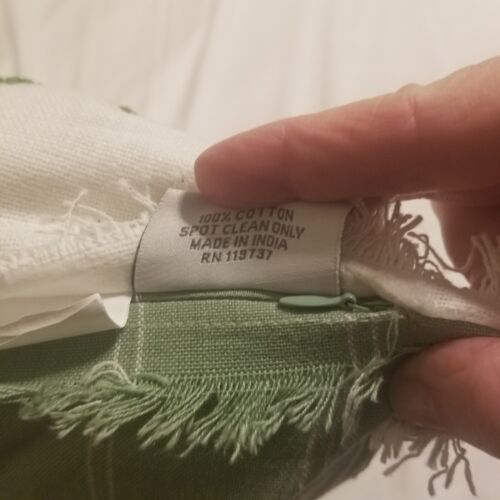 100% COTTON
SPOT CLEAN ONLY
MADE IN INDIA
RN 119737